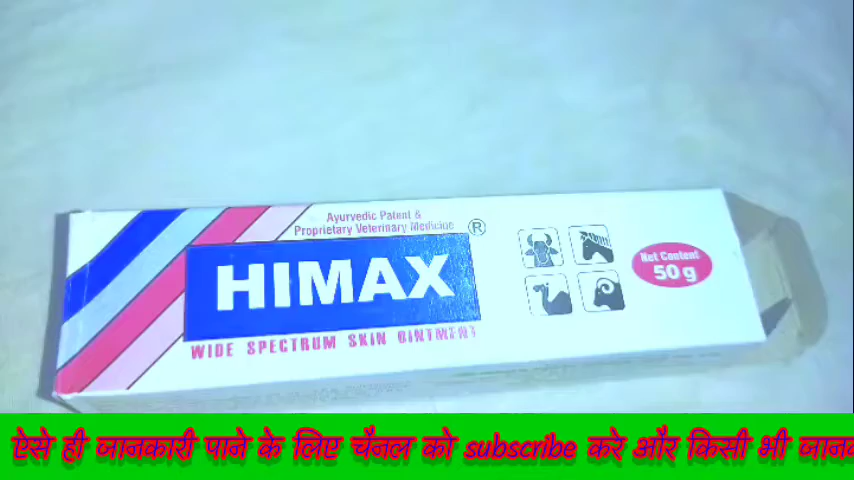 Ayurvedic Patent &
Proprietary Veterinary Medicine
®
HIMAX
WIDE SPECTRUM SKIN OINTMENT
Net Content
50 g
ऐसे ही जानकारी पाने के लिए चैनल को subscribe करे और किसी भी